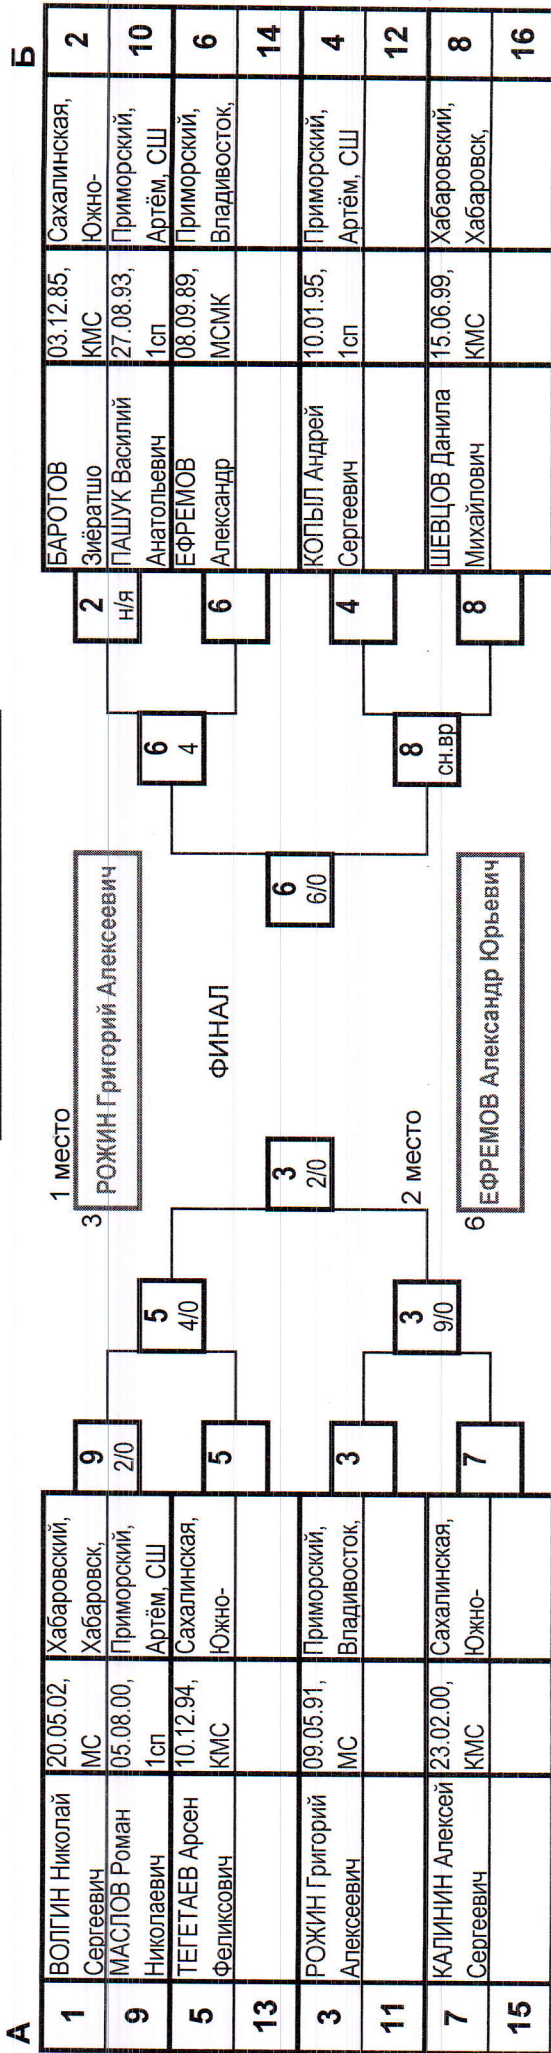 А
1
ВОЛГИН Николай
Сергеевич
20.05.02,
МС
Хабаровский,
Хабаровск,
9
МАСЛОВ Роман
Николаевич
05.08.00,
1сп
Приморский,
Артём, СШ
5
ТЕГЕТАЕВ Арсен
Феликсович
10.12.94,
КМС
Сахалинская,
Южно-
13
3
РОЖИН Григорий
Алексеевич
09.05.91,
МС
Приморский,
Владивосток,
11
7
КАЛИНИН Алексей
Сергеевич
23.02.00,
КМС
Сахалинская,
Южно-
15
9
2/0
5
3
7
5
4/0
3
9/0
3
2/0
1 место
3
РОЖИН Григорий Алексеевич
ФИНАЛ
2 место
6
ЕФРЕМОВ Александр Юрьевич
6
6/0
6
4
8
сн.вр
2
н/я
6
4
8
Б
БАРОТОВ
Зиёратшо
03.12.85,
КМС
Сахалинская,
Южно-
2
ПАШУК Василий
Анатольевич
27.08.93,
1сп
Приморский,
Артём, СШ
10
ЕФРЕМОВ
Александр
08.09.89,
МСМК
Приморский,
Владивосток,
6
14
КОПЫЛ Андрей
Сергеевич
10.01.95,
1сп
Приморский,
Артём, СШ
4
12
ШЕВЦОВ Данила
Михайлович
15.06.99,
КМС
Хабаровский,
Хабаровск,
8
16